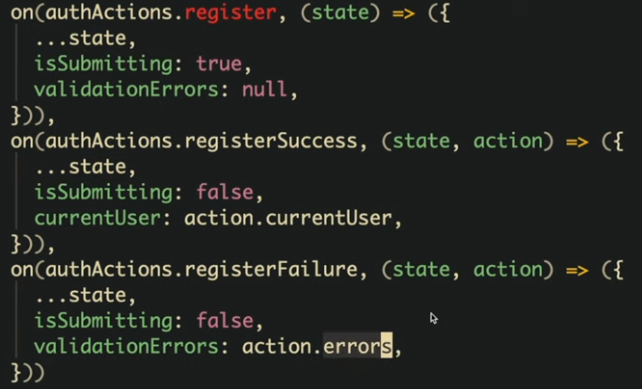 on(authActions.register, (state) => ({
...state,
isSubmitting: true,
validationErrors: null,
})),
on(authActions.registerSuccess, (state, action) => ({
...state,
isSubmitting: false,
currentUser: action.currentUser,
})),
on(authActions.registerFailure, (state, action) => ({
...state,
isSubmitting: false,
validationErrors: action.errors,
}))